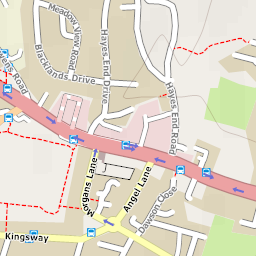 Meadow View Road
Blacklands Drive
Hayes End Drive
Hayes End Road
Morgans Lane
Angel Lane
Dawson Close
Kingsway